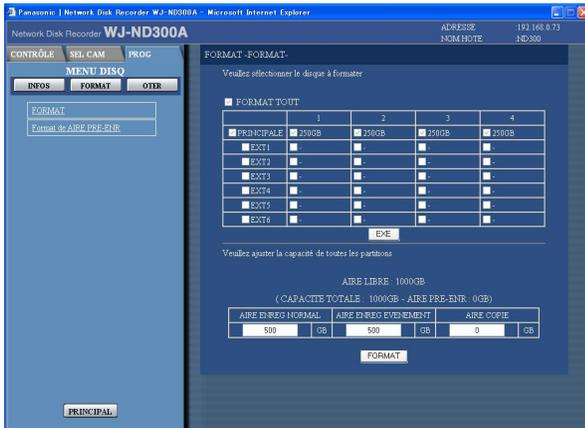 Panasonic | Network Disk Recorder WJ-ND300A - Microsoft Internet Explorer
Network Disk Recorder WJ-ND300A
ADRESSE :192.168.0.73
NOM HOTE :ND300
CONTRÔLE SEL CAM PROG
MENU DISQ
INFOS FORMAT OTER
FORMAT
Format de AIRE PRE-ENR
PRINCIPAL
FORMAT -FORMAT-
Veuillez sélectionner le disque à formater
FORMAT TOUT
1 2 3 4
PRINCIPALE 250GB 250GB 250GB 250GB
EXT1 - - - -
EXT2 - - - -
EXT3 - - - -
EXT4 - - - -
EXT5 - - - -
EXT6 - - - -
EXE
Veuillez ajuster la capacité de toutes les partitions
AIRE LIBRE : 1000GB
( CAPACITE TOTALE : 1000GB - AIRE PRE-ENR : 0GB)
AIRE ENREG NORMAL AIRE ENREG EVENEMENT AIRE COPIE
500 GB 500 GB 0 GB
FORMAT